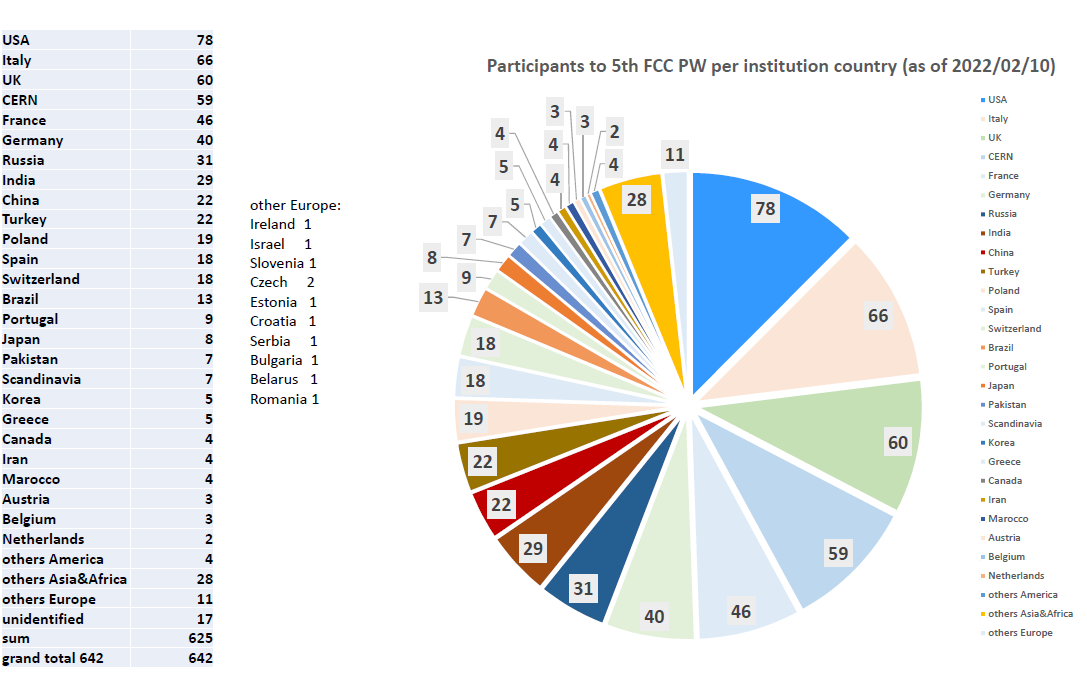 USA 78
Italy 66
UK 60
CERN 59
France 46
Germany 40
Russia 31
India 29
China 22
Turkey 22
Poland 19
Spain 18
Switzerland 18
Brazil 13
Portugal 9
Japan 8
Pakistan 7
Scandinavia 7
Korea 5
Greece 5
Canada 4
Iran 4
Marocco 4
Austria 3
Belgium 3
Netherlands 2
others America 4
others Asia&Africa 28
others Europe 11
unidentified 17
sum 625
grand total 642 642
other Europe:
Ireland 1
Israel 1
Slovenia 1
Czech 2
Estonia 1
Croatia 1
Serbia 1
Bulgaria 1
Belarus 1
Romania 1
Participants to 5th FCC PW per institution country (as of 2022/02/10)
78
66
60
59
46
40
31
29
22
22
19
18
18
13
9
8
7
7
5
5
4
4
4
3
3
2
4
28
11
USA
Italy
UK
CERN
France
Germany
Russia
India
China
Turkey
Poland
Spain
Switzerland
Brazil
Portugal
Japan
Pakistan
Scandinavia
Korea
Greece
Canada
Iran
Marocco
Austria
Belgium
Netherlands
others America
others Asia&Africa
others Europe